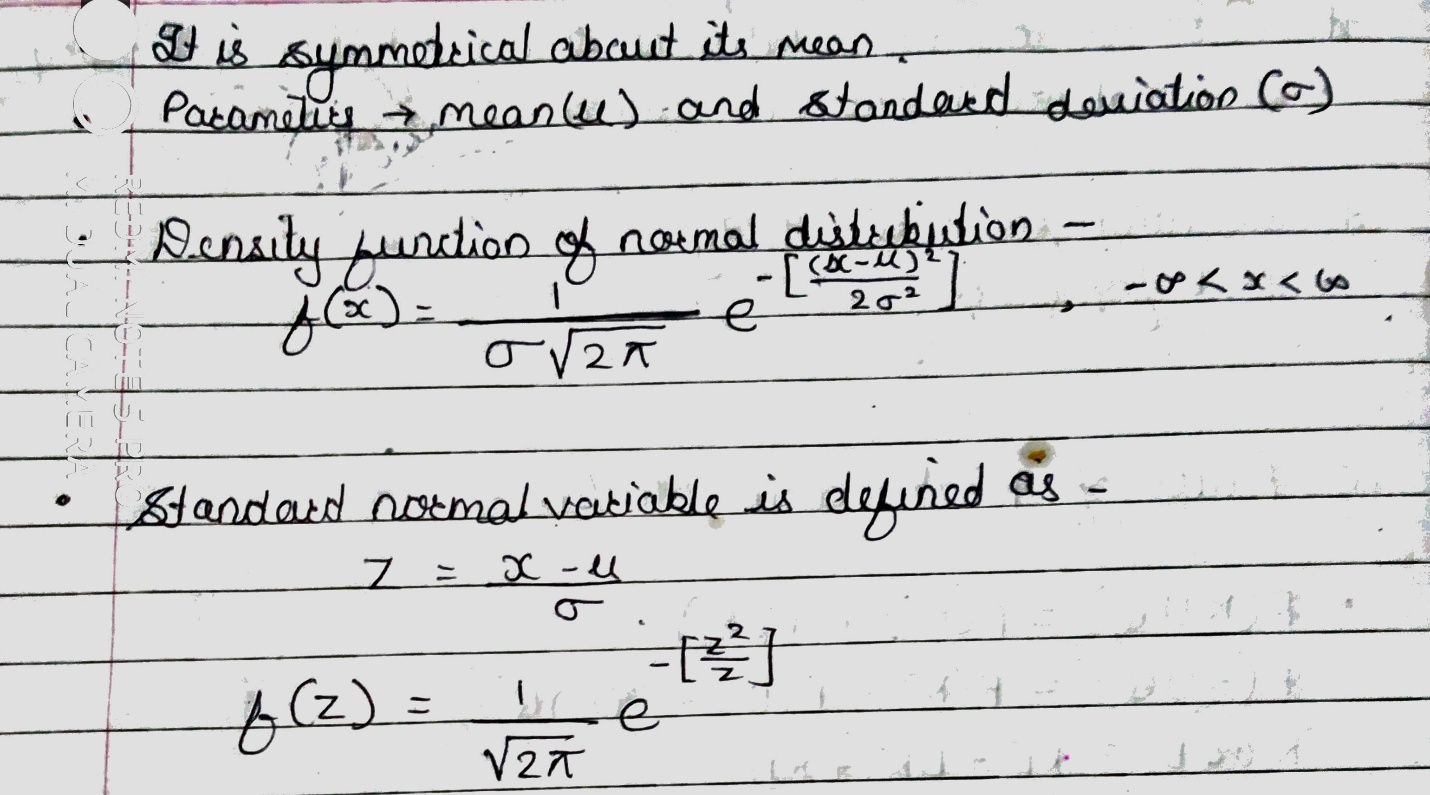 It is symmetrical about its mean.
Parameters → mean(μ) and standard deviation (σ)
• Density function of normal distribution –
f(x) = 1/(σ√2π) e^-[(x-μ)²/2σ²] , -∞ < x < ∞
• Standard normal variable is defined as -
Z = (x-μ)/σ
f(z) = 1/√2π e^-[z²/2]